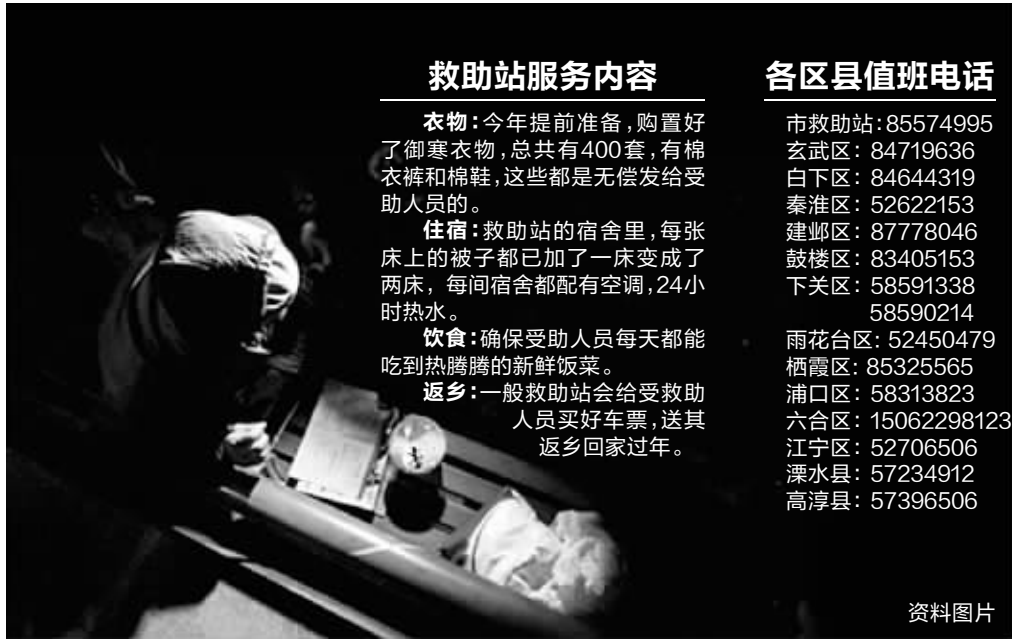 救助站服务内容
衣物:今年提前准备,购置好
了御寒衣物,总共有400套,有棉
衣裤和棉鞋,这些都是无偿发给受
助人员的。
住宿:救助站的宿舍里,每张
床上的被子都已加了一床变成了
两床,每间宿舍都配有空调,24小
时热水。
饮食:确保受助人员每天都能
吃到热腾腾的新鲜饭菜。
返乡:一般救助站会给受救助
人员买好车票,送其
返乡回家过年。
各区县值班电话
市救助站:85574995
玄武区:84719636
白下区:84644319
秦淮区:52622153
建邺区:87778046
鼓楼区:83405153
下关区:58591338
58590214
雨花台区:52450479
栖霞区:85325565
浦口区:58313823
六合区:15062298123
江宁区:52706506
溧水县:57234912
高淳县:57396506
资料图片